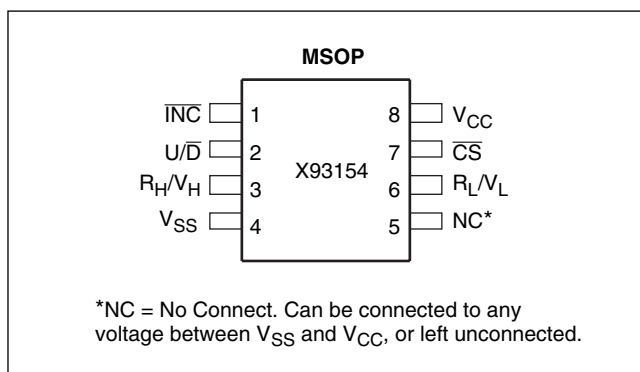 MSOP
INC 1 8 VCC
U/D 2 7 CS
X93154
RH/VH 3 6 RL/VL
VSS 4 5 NC*
*NC = No Connect. Can be connected to any
voltage between VSS and VCC, or left unconnected.